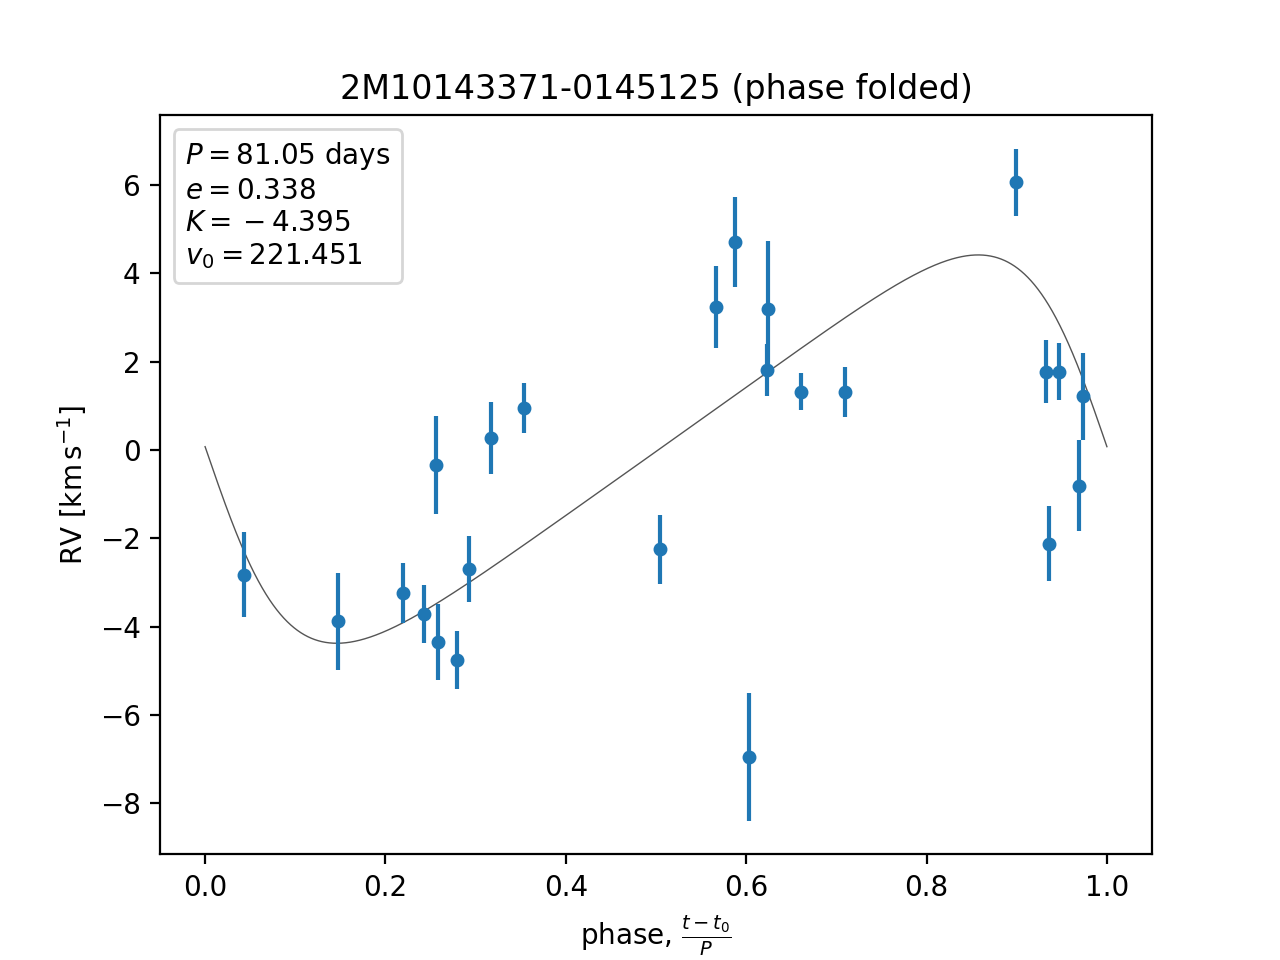 2M10143371-0145125 (phase folded)
P = 81.05 days
e = 0.338
K = −4.395
v₀ = 221.451
6
4
2
0
−2
−4
−6
−8
RV [km s⁻¹]
0.0 0.2 0.4 0.6 0.8 1.0
phase, (t − t₀)/P